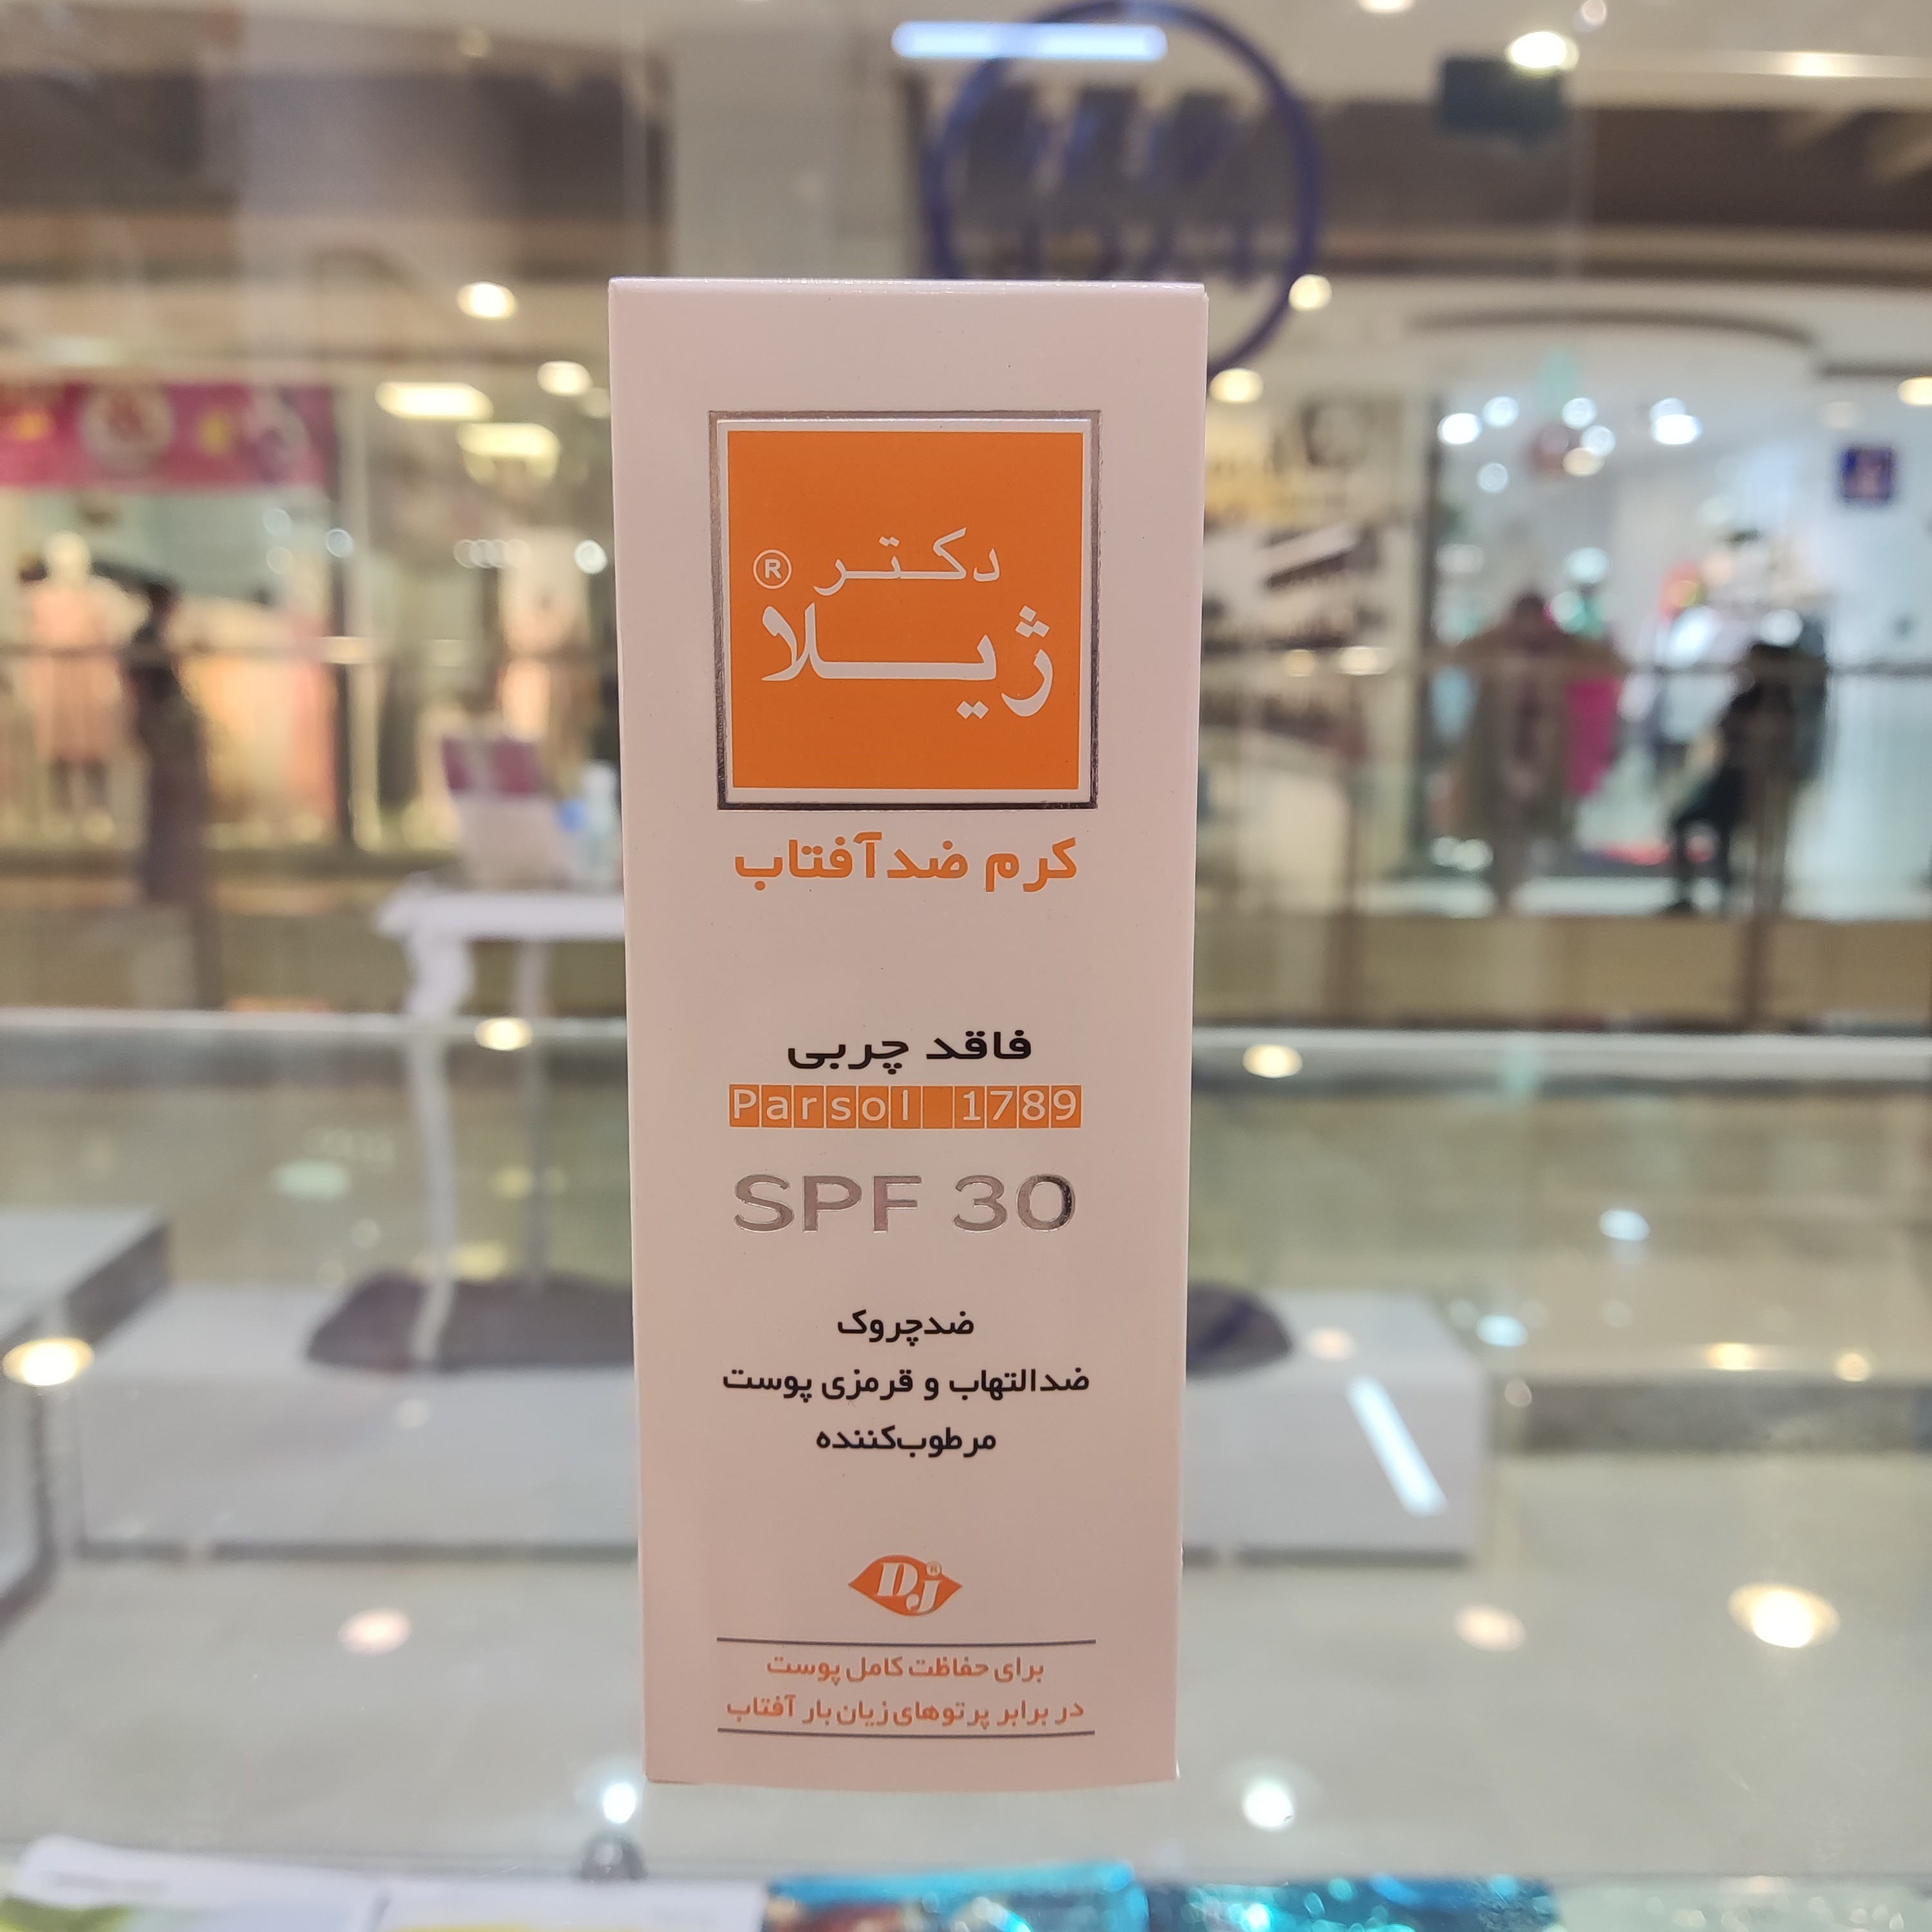 دکتر ®
ژیلا
کرم ضدآفتاب
فاقد چربی
Parsol 1789
SPF 30
ضدچروک
ضدالتهاب و قرمزی پوست
مرطوب‌کننده
DJ ®
برای حفاظت کامل پوست
در برابر پرتوهای زیان‌بار آفتاب